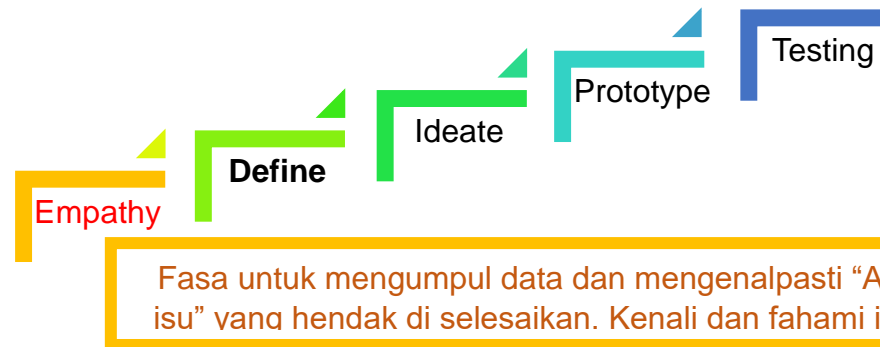 Testing
Prototype
Ideate
Define
Empathy
Fasa untuk mengumpul data dan mengenalpasti “A
isu” yang hendak di selesaikan. Kenali dan fahami i